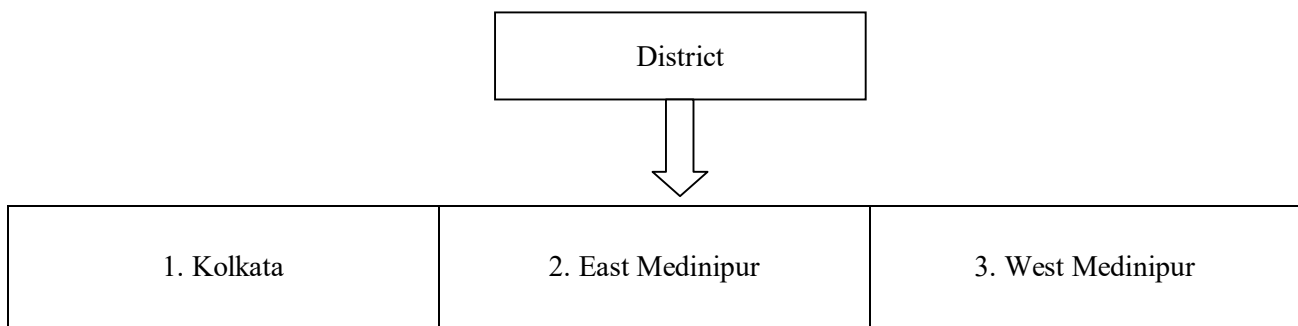 District
1. Kolkata
2. East Medinipur
3. West Medinipur